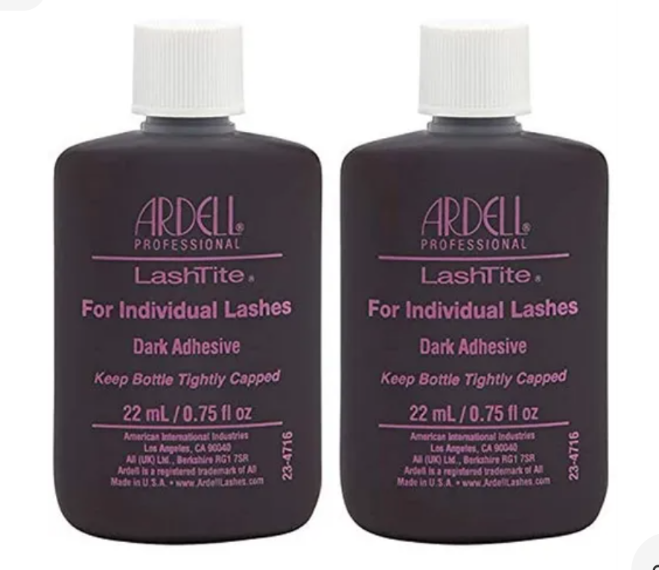 ARDELL®
PROFESSIONAL
LashTite®
For Individual Lashes
Dark Adhesive
Keep Bottle Tightly Capped
22 mL / 0.75 fl oz
American International Industries
Los Angeles, CA 90040
AII (UK) Ltd., Berkshire RG1 7SR
Ardell is a registered trademark of AII
Made in U.S.A. • www.ArdellLashes.com
23-4716
ARDELL®
PROFESSIONAL
LashTite®
For Individual Lashes
Dark Adhesive
Keep Bottle Tightly Capped
22 mL / 0.75 fl oz
American International Industries
Los Angeles, CA 90040
AII (UK) Ltd., Berkshire RG1 7SR
Ardell is a registered trademark of AII
Made in U.S.A. • www.ArdellLashes.com
23-4716